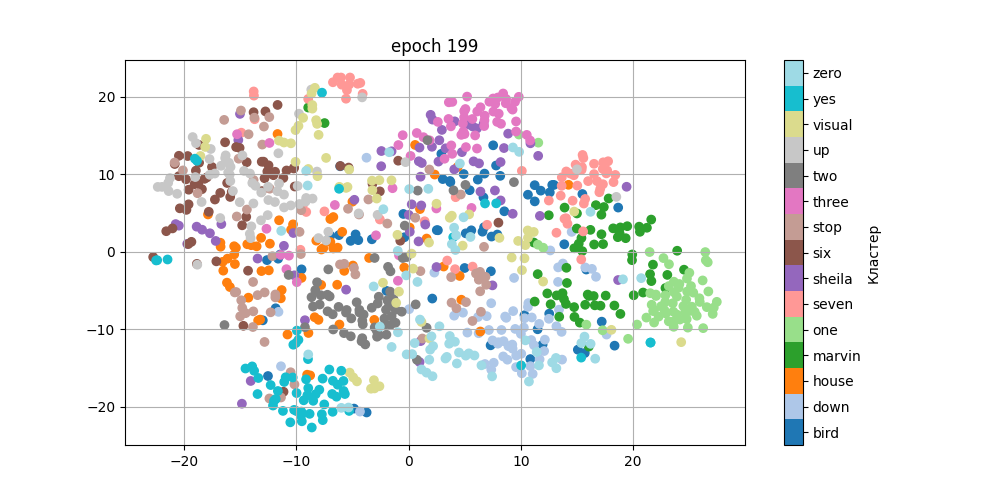 epoch 199
20
10
0
−10
−20
−20
−10
0
10
20
zero
yes
visual
up
two
three
stop
six
sheila
seven
one
marvin
house
down
bird
Кластер